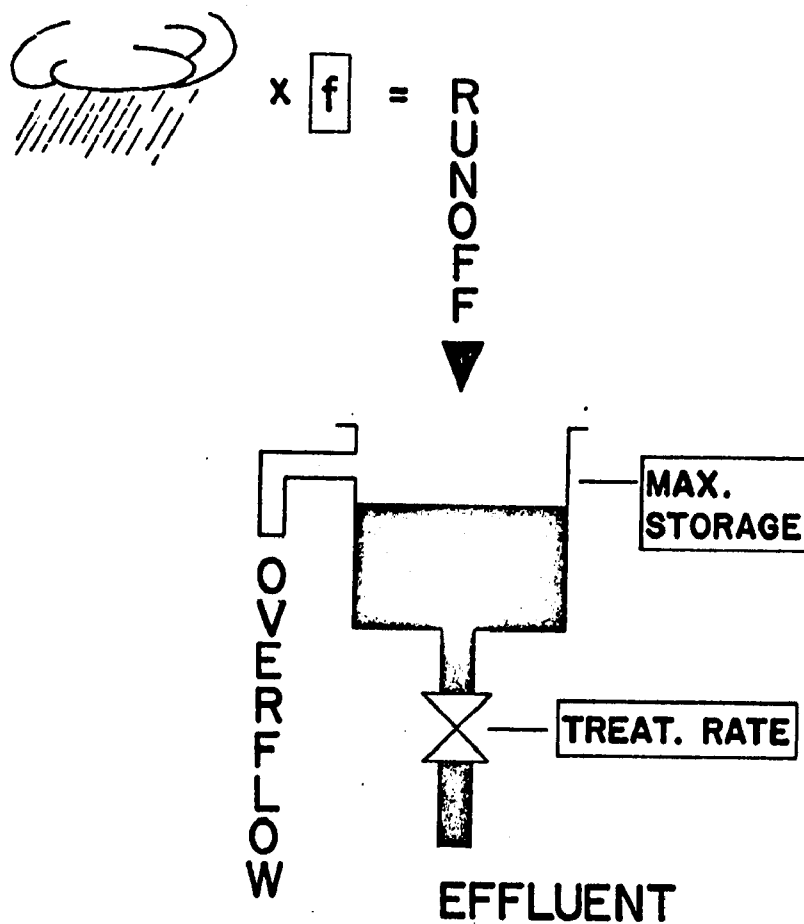 x f = RUNOFF
MAX.
STORAGE
OVERFLOW
TREAT. RATE
EFFLUENT